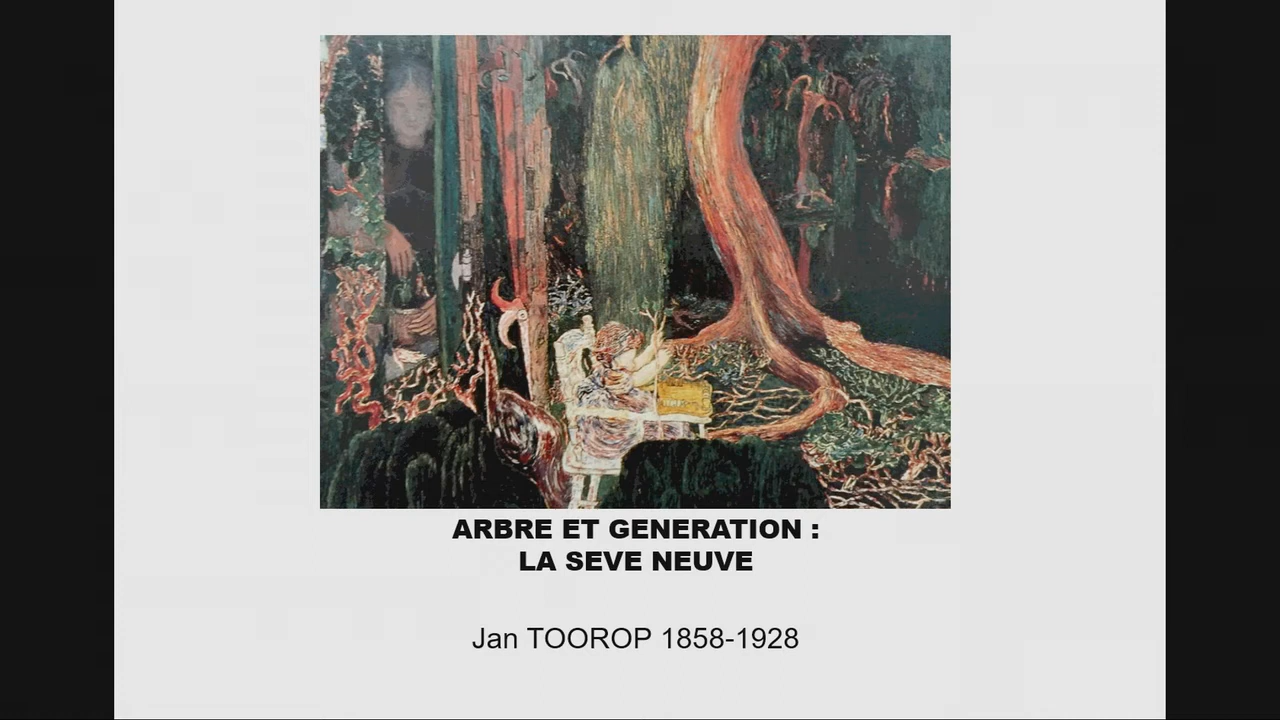 ARBRE ET GENERATION :
LA SEVE NEUVE
Jan TOOROP 1858-1928